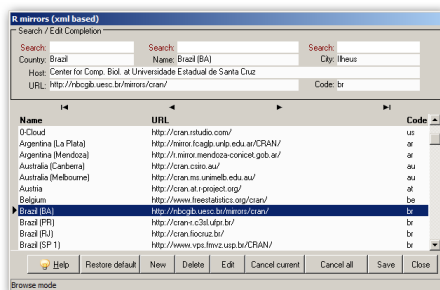 R mirrors (xml based)
Search / Edit Completion
Search: Search: Search:
Country: Brazil Name: Brazil (BA) City: Ilheus
Host: Center for Comp. Biol. at Universidade Estadual de Santa Cruz
URL: http://nbcgib.uesc.br/mirrors/cran/ Code: br
Name URL Code
0-Cloud http://cran.rstudio.com/ us
Argentina (La Plata) http://mirror.fcaglp.unlp.edu.ar/CRAN/ ar
Argentina (Mendoza) http://r.mirror.mendoza-conicet.gob.ar/ ar
Australia (Canberra) http://cran.csiro.au/ au
Australia (Melbourne) http://cran.ms.unimelb.edu.au/ au
Austria http://cran.at.r-project.org/ at
Belgium http://www.freestatistics.org/cran/ be
Brazil (BA) http://nbcgib.uesc.br/mirrors/cran/ br
Brazil (PR) http://cran-r.c3sl.ufpr.br/ br
Brazil (RJ) http://cran.fiocruz.br/ br
Brazil (SP 1) http://www.vps.fmvz.usp.br/CRAN/ br
Help Restore default New Delete Edit Cancel current Cancel all Save Close
Browse mode